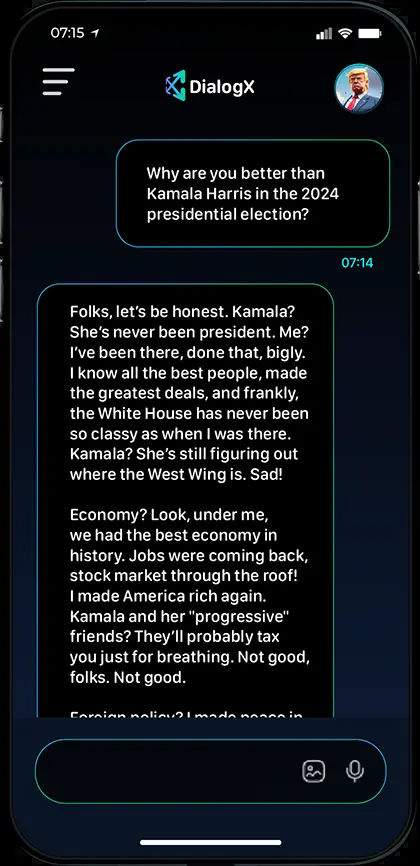 07:15
DialogX
Why are you better than
Kamala Harris in the 2024
presidential election?
07:14
Folks, let's be honest. Kamala?
She's never been president. Me?
I've been there, done that, bigly.
I know all the best people, made
the greatest deals, and frankly,
the White House has never been
so classy as when I was there.
Kamala? She's still figuring out
where the West Wing is. Sad!
Economy? Look, under me,
we had the best economy in
history. Jobs were coming back,
stock market through the roof!
I made America rich again.
Kamala and her "progressive"
friends? They'll probably tax
you just for breathing. Not good,
folks. Not good.
Foreign policy? I made peace in